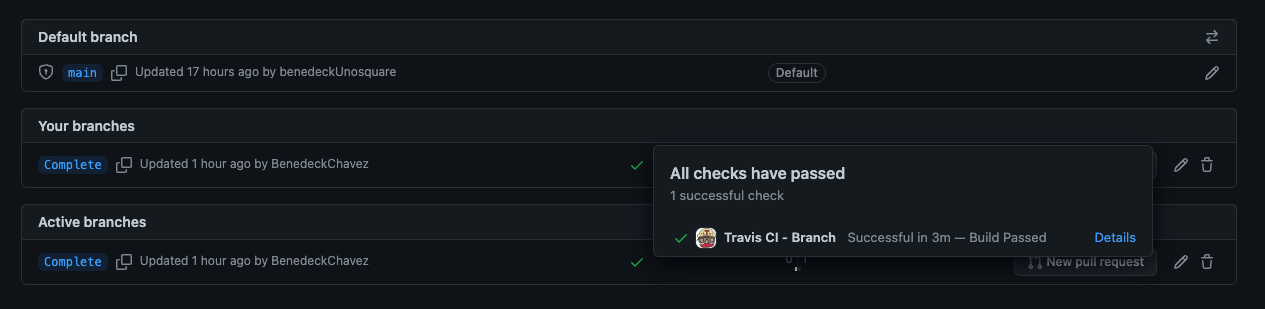 Default branch
main Updated 17 hours ago by benedeckUnosquare Default
Your branches
Complete Updated 1 hour ago by BenedeckChavez
All checks have passed
1 successful check
Travis CI - Branch Successful in 3m — Build Passed Details
Active branches
Complete Updated 1 hour ago by BenedeckChavez 0 1 New pull request